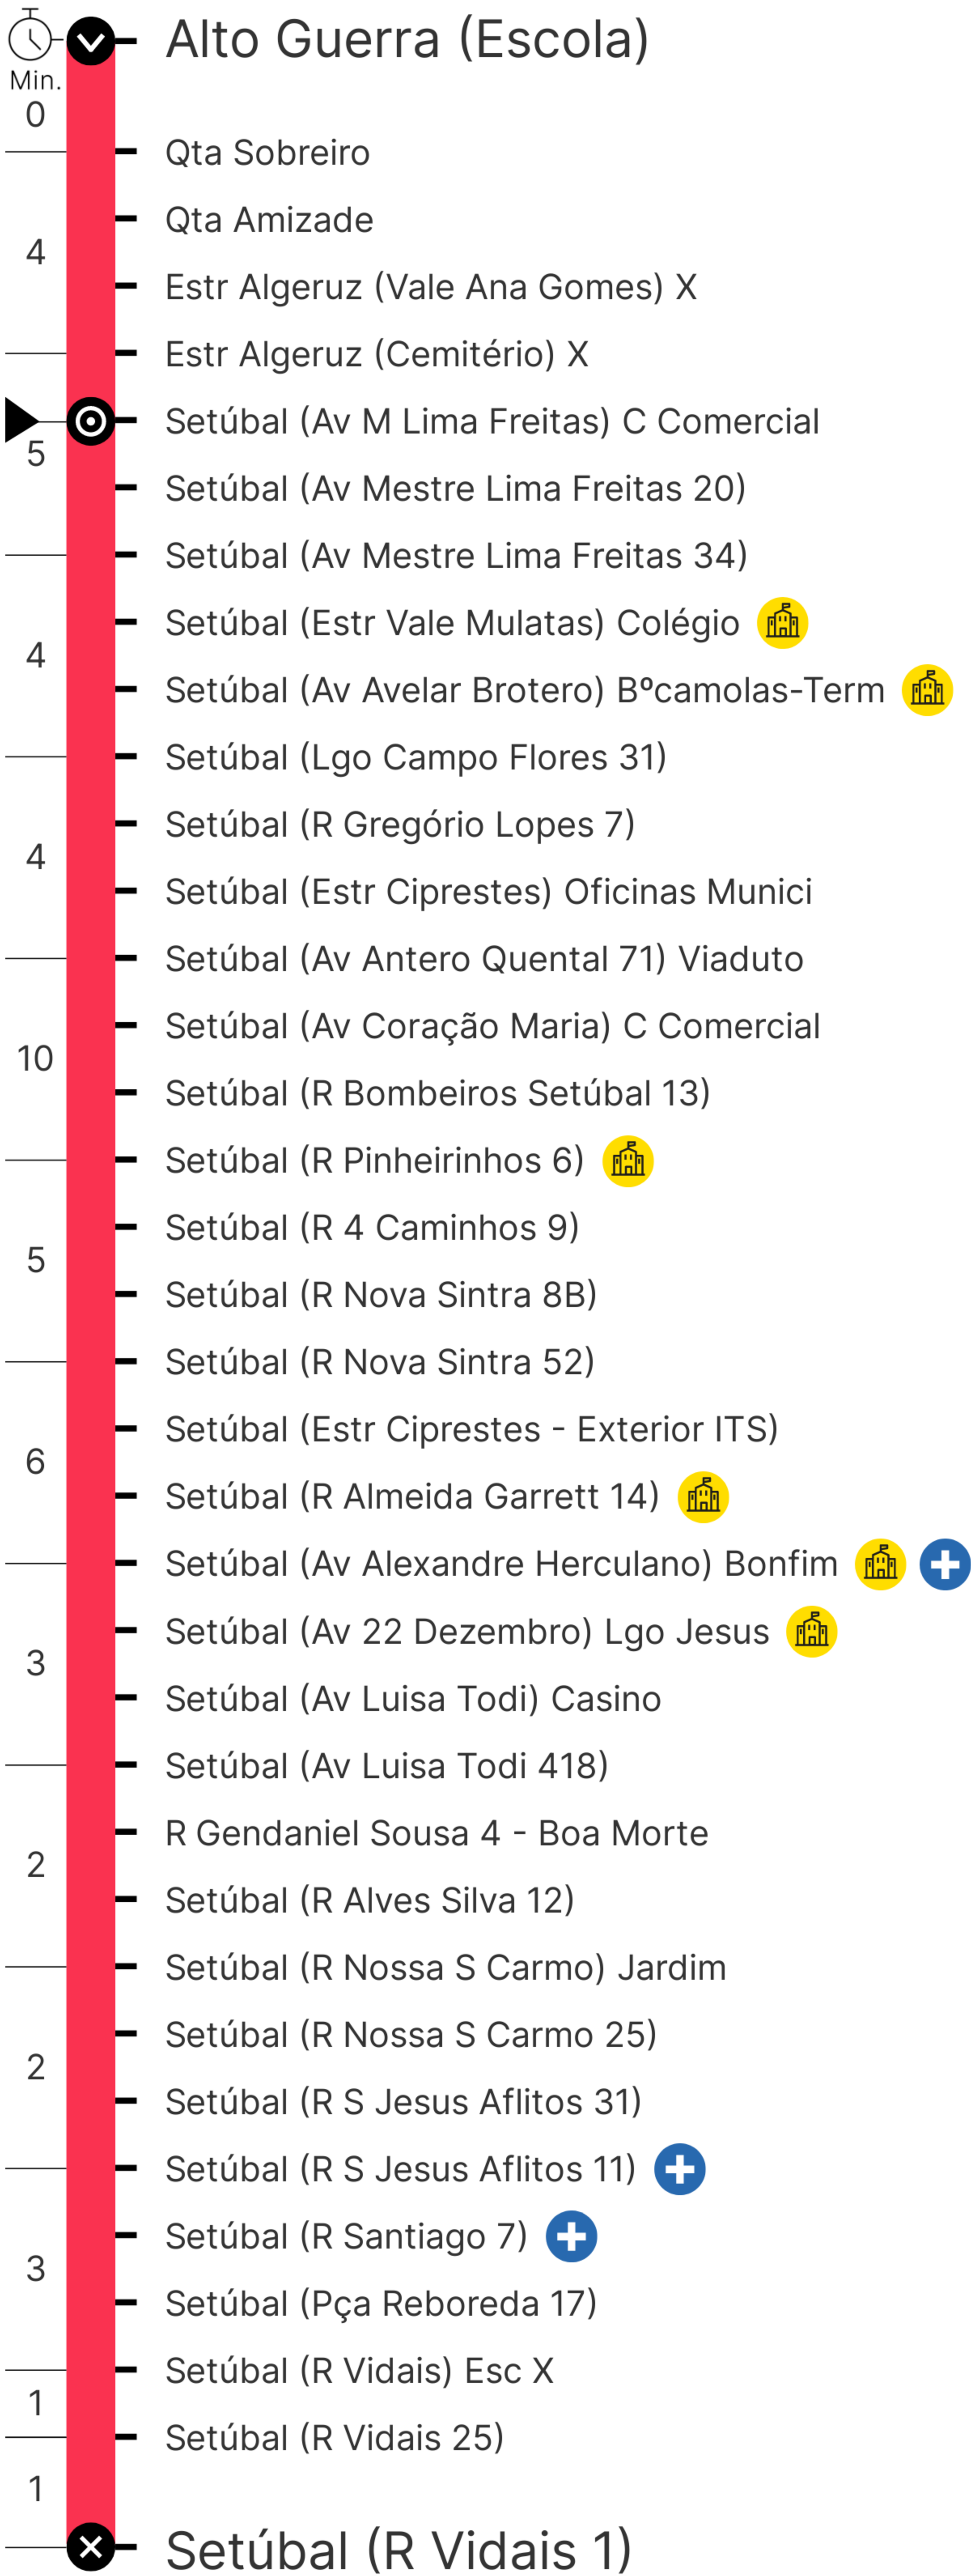 Alto Guerra (Escola)
Min.
0
Qta Sobreiro
Qta Amizade
4
Estr Algeruz (Vale Ana Gomes) X
Estr Algeruz (Cemitério) X
Setúbal (Av M Lima Freitas) C Comercial
5
Setúbal (Av Mestre Lima Freitas 20)
Setúbal (Av Mestre Lima Freitas 34)
Setúbal (Estr Vale Mulatas) Colégio
4
Setúbal (Av Avelar Brotero) Bºcamolas-Term
Setúbal (Lgo Campo Flores 31)
Setúbal (R Gregório Lopes 7)
4
Setúbal (Estr Ciprestes) Oficinas Munici
Setúbal (Av Antero Quental 71) Viaduto
Setúbal (Av Coração Maria) C Comercial
10
Setúbal (R Bombeiros Setúbal 13)
Setúbal (R Pinheirinhos 6)
Setúbal (R 4 Caminhos 9)
5
Setúbal (R Nova Sintra 8B)
Setúbal (R Nova Sintra 52)
Setúbal (Estr Ciprestes - Exterior ITS)
6
Setúbal (R Almeida Garrett 14)
Setúbal (Av Alexandre Herculano) Bonfim
Setúbal (Av 22 Dezembro) Lgo Jesus
3
Setúbal (Av Luisa Todi) Casino
Setúbal (Av Luisa Todi 418)
R Gendaniel Sousa 4 - Boa Morte
2
Setúbal (R Alves Silva 12)
Setúbal (R Nossa S Carmo) Jardim
Setúbal (R Nossa S Carmo 25)
2
Setúbal (R S Jesus Aflitos 31)
Setúbal (R S Jesus Aflitos 11)
Setúbal (R Santiago 7)
3
Setúbal (Pça Reboreda 17)
Setúbal (R Vidais) Esc X
1
Setúbal (R Vidais 25)
1
Setúbal (R Vidais 1)